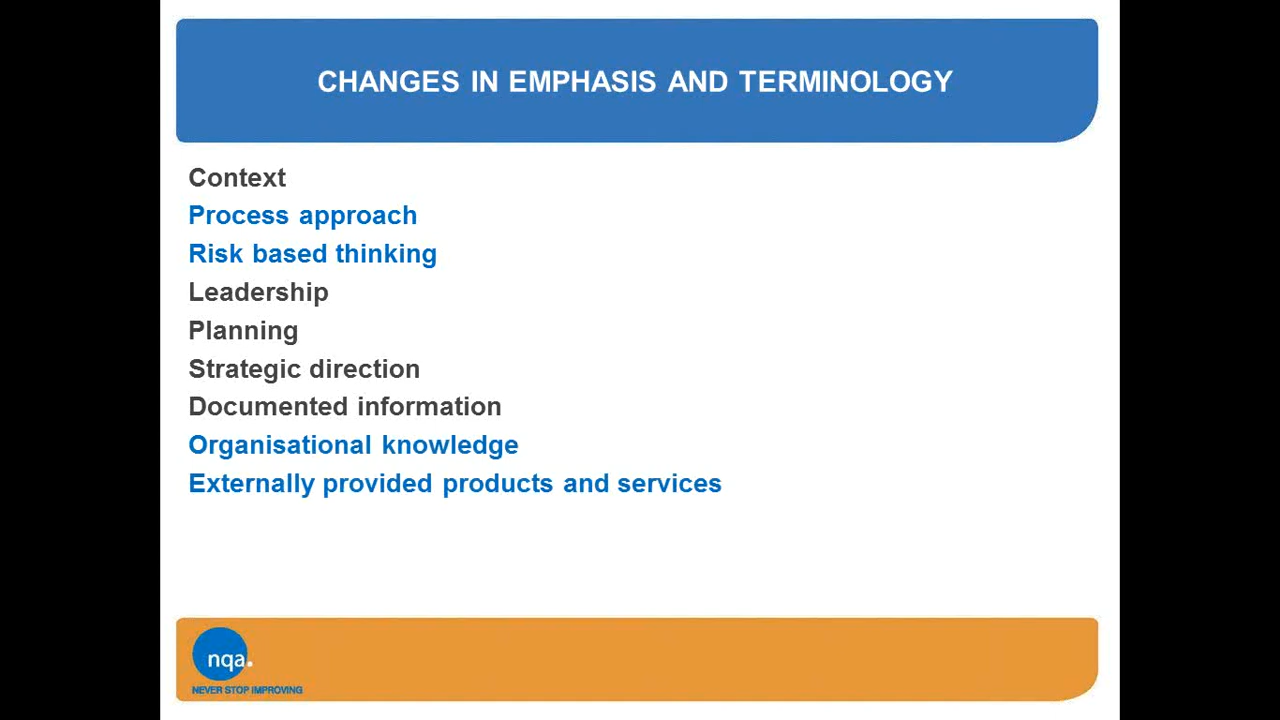 CHANGES IN EMPHASIS AND TERMINOLOGY
Context
Process approach
Risk based thinking
Leadership
Planning
Strategic direction
Documented information
Organisational knowledge
Externally provided products and services
nqa.
NEVER STOP IMPROVING